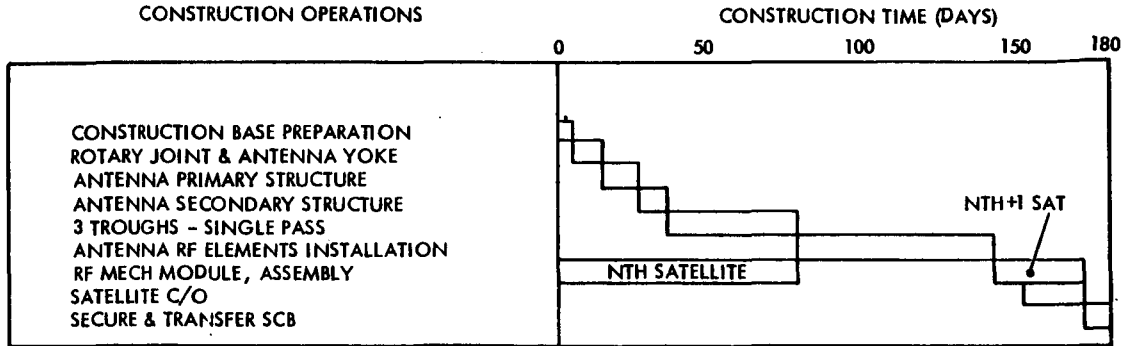 CONSTRUCTION OPERATIONS
CONSTRUCTION TIME (DAYS)
0 50 100 150 180
CONSTRUCTION BASE PREPARATION
ROTARY JOINT & ANTENNA YOKE
ANTENNA PRIMARY STRUCTURE
ANTENNA SECONDARY STRUCTURE
3 TROUGHS - SINGLE PASS
ANTENNA RF ELEMENTS INSTALLATION
RF MECH MODULE, ASSEMBLY
SATELLITE C/O
SECURE & TRANSFER SCB
NTH+1 SAT
NTH SATELLITE